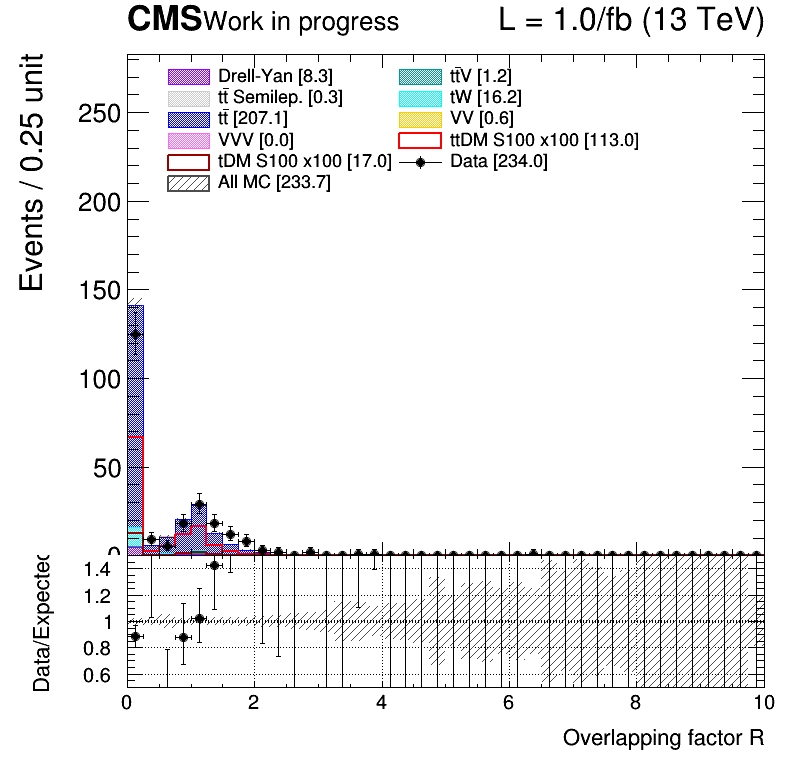 CMS Work in progress L = 1.0/fb (13 TeV)
Events / 0.25 unit
250
200
150
100
50
0
Drell-Yan [8.3]
tt̄V [1.2]
tt̄ Semilep. [0.3]
tW [16.2]
tt̄ [207.1]
VV [0.6]
VVV [0.0]
ttDM S100 x100 [113.0]
tDM S100 x100 [17.0]
Data [234.0]
All MC [233.7]
Data/Expected
1.4
1.2
1
0.8
0.6
0 2 4 6 8 10
Overlapping factor R